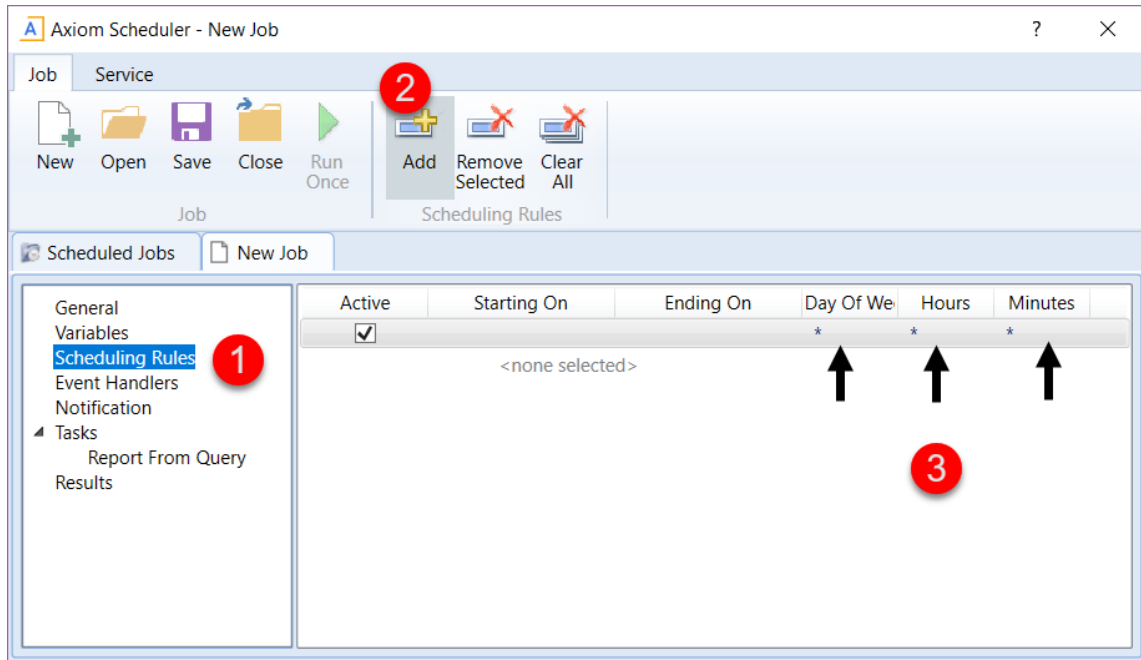 A Axiom Scheduler - New Job ? ×
Job Service
2
New Open Save Close Run Once Add Remove Selected Clear All
Job Scheduling Rules
Scheduled Jobs New Job
General
Variables
Scheduling Rules 1
Event Handlers
Notification
Tasks
Report From Query
Results
Active Starting On Ending On Day Of We Hours Minutes
* * *
<none selected>
3